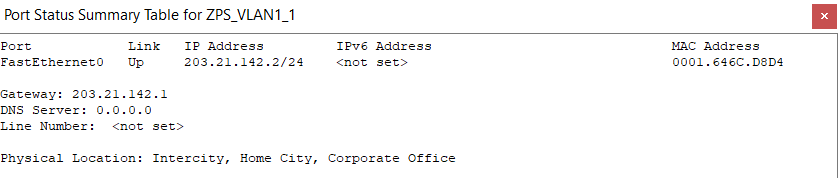 Port Status Summary Table for ZPS_VLAN1_1
Port Link IP Address IPv6 Address MAC Address
FastEthernet0 Up 203.21.142.2/24 <not set> 0001.646C.D8D4
Gateway: 203.21.142.1
DNS Server: 0.0.0.0
Line Number: <not set>
Physical Location: Intercity, Home City, Corporate Office